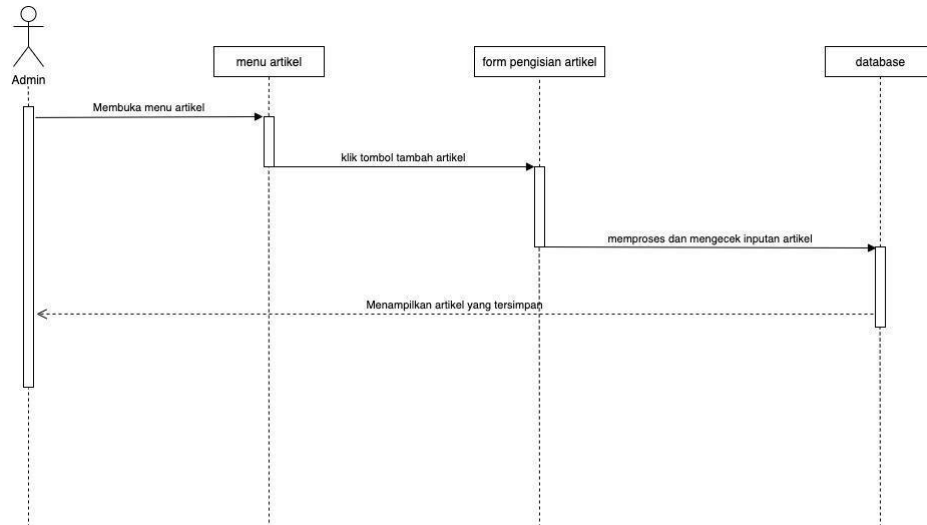 menu artikel
form pengisian artikel
database
Admin
Membuka menu artikel
klik tombol tambah artikel
memproses dan mengecek inputan artikel
Menampilkan artikel yang tersimpan